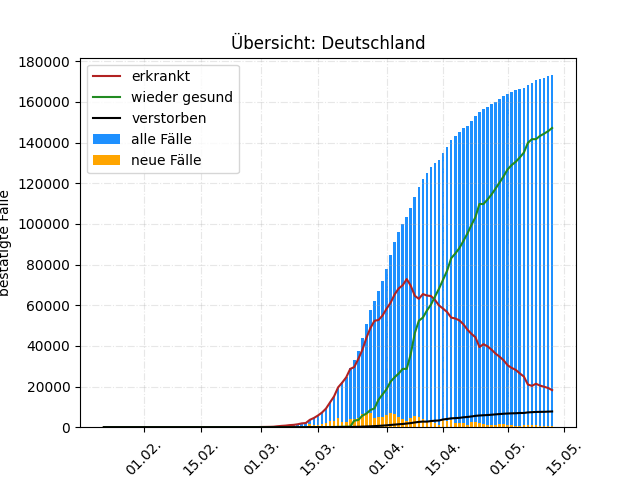 Übersicht: Deutschland
erkrankt
wieder gesund
verstorben
alle Fälle
neue Fälle
bestätigte Fälle
180000
160000
140000
120000
100000
80000
60000
40000
20000
0
01.02.
15.02.
01.03.
15.03.
01.04.
15.04.
01.05.
15.05.